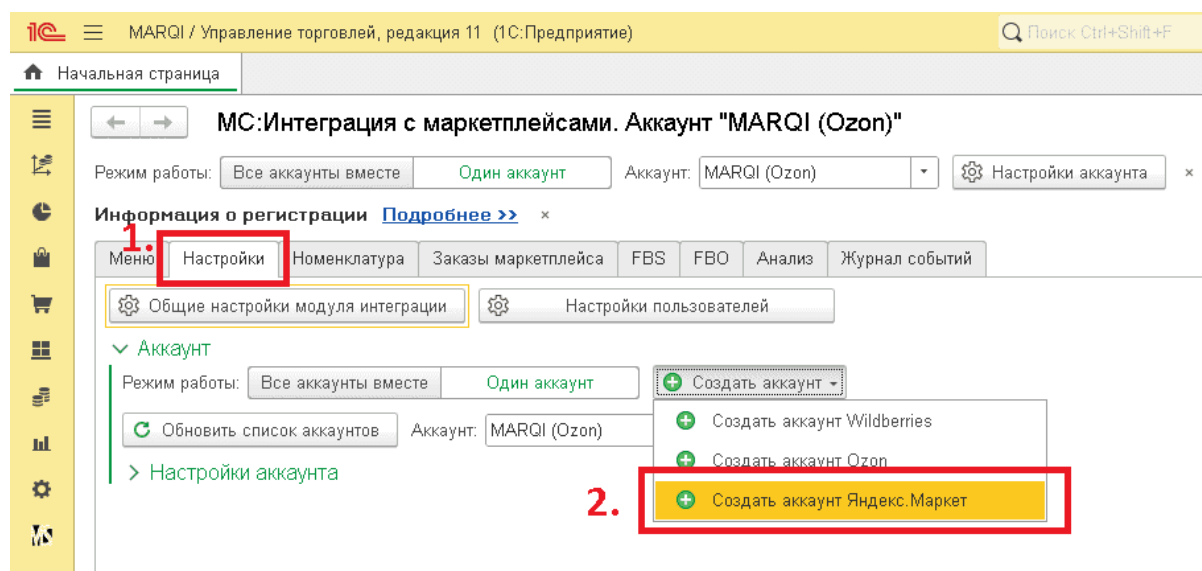 1С MARQI / Управление торговлей, редакция 11 (1С:Предприятие) Поиск Ctrl+Shift+F
Начальная страница
МС:Интеграция с маркетплейсами. Аккаунт "MARQI (Ozon)"
Режим работы: Все аккаунты вместе Один аккаунт Аккаунт: MARQI (Ozon) Настройки аккаунта ×
Информация о регистрации Подробнее >> ×
1.
Меню Настройки Номенклатура Заказы маркетплейса FBS FBO Анализ Журнал событий
Общие настройки модуля интеграции Настройки пользователей
Аккаунт
Режим работы: Все аккаунты вместе Один аккаунт Создать аккаунт
Создать аккаунт Wildberries
Обновить список аккаунтов Аккаунт: MARQI (Ozon)
Создать аккаунт Ozon
Настройки аккаунта
2. Создать аккаунт Яндекс.Маркет
MS